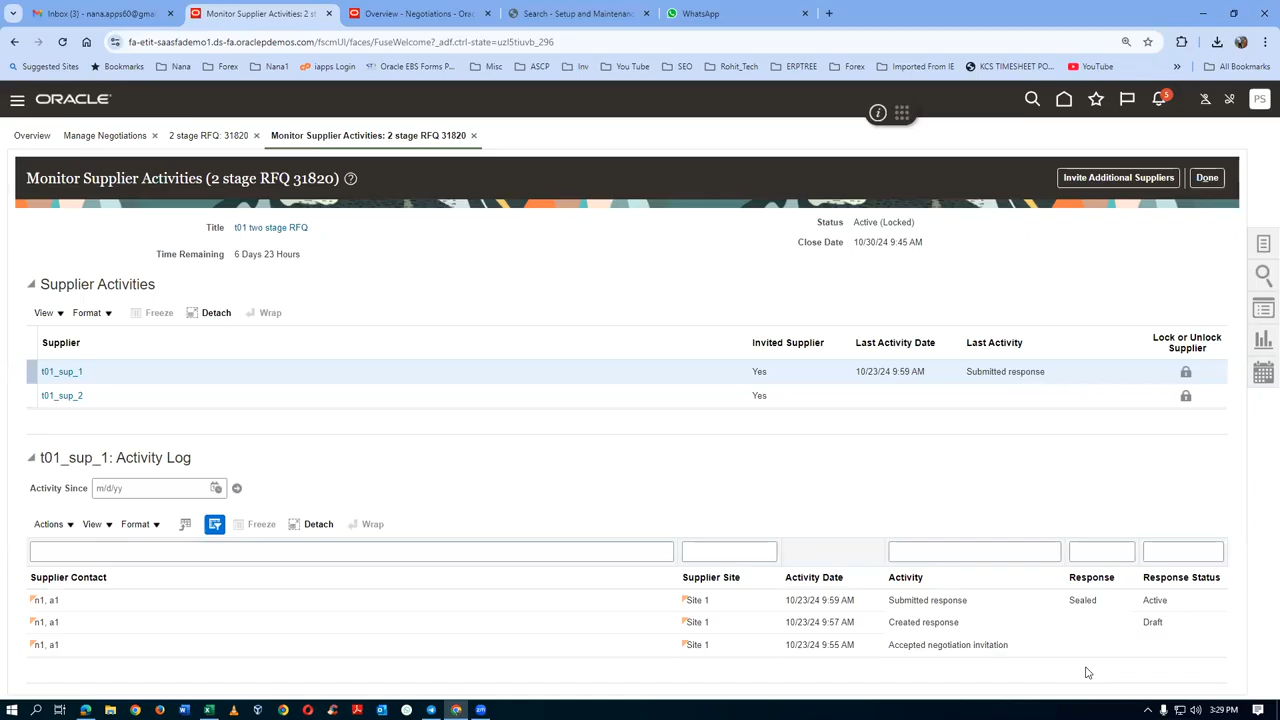 Inbox (3) - nana.apps60@gmai
Monitor Supplier Activities: 2 st
Overview - Negotiations - Orac
Search - Setup and Maintenanc
WhatsApp
fa-etit-saasfademo1.ds-fa.oraclepdemos.com/fscmUI/faces/FuseWelcome?_adf.ctrl-state=uzl5tiuvb_296
Suggested Sites Bookmarks Nana Forex Nana1 iapps Login Oracle EBS Forms P... Misc ASCP Inv You Tube SEO Rohit_Tech ERPTREE Forex Imported From IE KCS TIMESHEET PO... YouTube » All Bookmarks
ORACLE 5 PS
Overview Manage Negotiations 2 stage RFQ: 31820 Monitor Supplier Activities: 2 stage RFQ 31820
Monitor Supplier Activities (2 stage RFQ 31820) Invite Additional Suppliers Done
Title t01 two stage RFQ Status Active (Locked)
Time Remaining 6 Days 23 Hours Close Date 10/30/24 9:45 AM
Supplier Activities
View Format Freeze Detach Wrap
Supplier Invited Supplier Last Activity Date Last Activity Lock or Unlock Supplier
t01_sup_1 Yes 10/23/24 9:59 AM Submitted response
t01_sup_2 Yes
t01_sup_1: Activity Log
Activity Since m/d/yy
Actions View Format Freeze Detach Wrap
Supplier Contact Supplier Site Activity Date Activity Response Response Status
n1, a1 Site 1 10/23/24 9:59 AM Submitted response Sealed Active
n1, a1 Site 1 10/23/24 9:57 AM Created response Draft
n1, a1 Site 1 10/23/24 9:55 AM Accepted negotiation invitation
3:29 PM